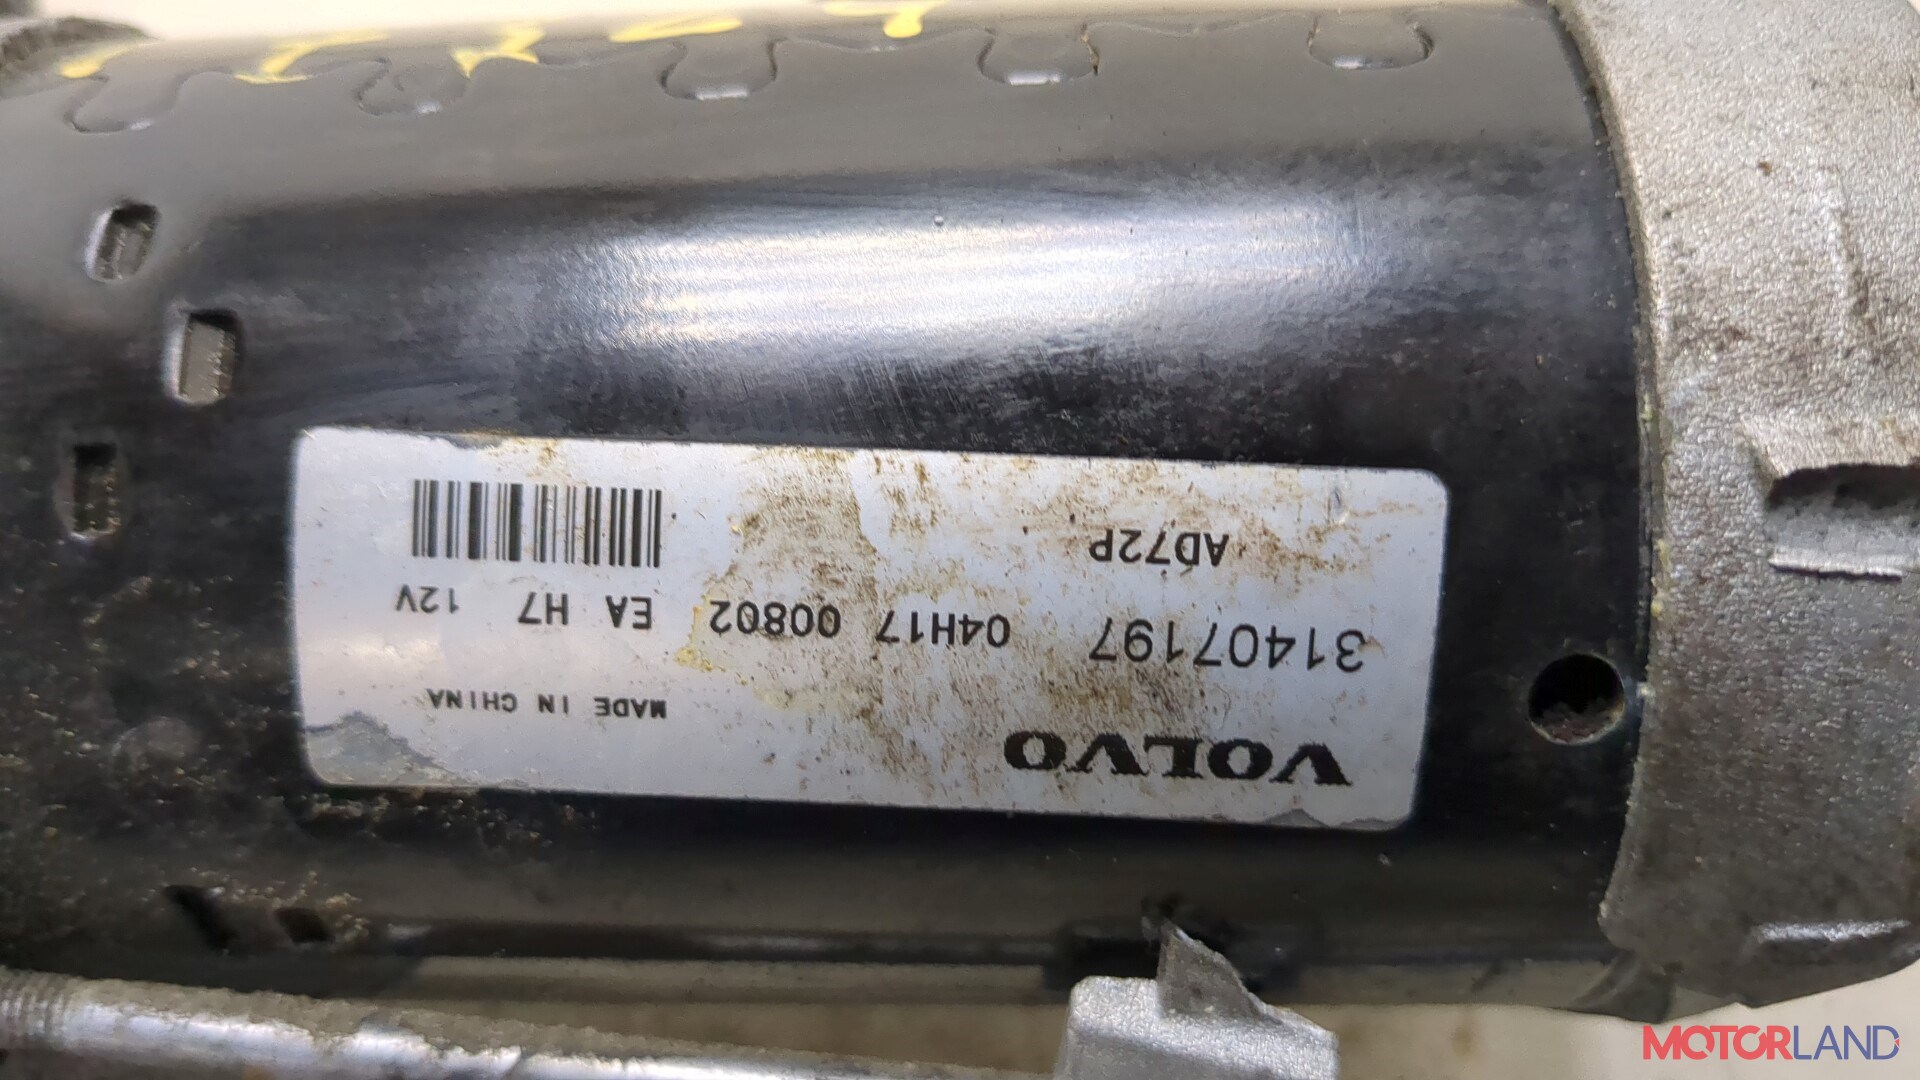 VOLVO
MADE IN CHINA
31407197 04H17 00802 EA H7 12V
AD72P
MOTORLAND